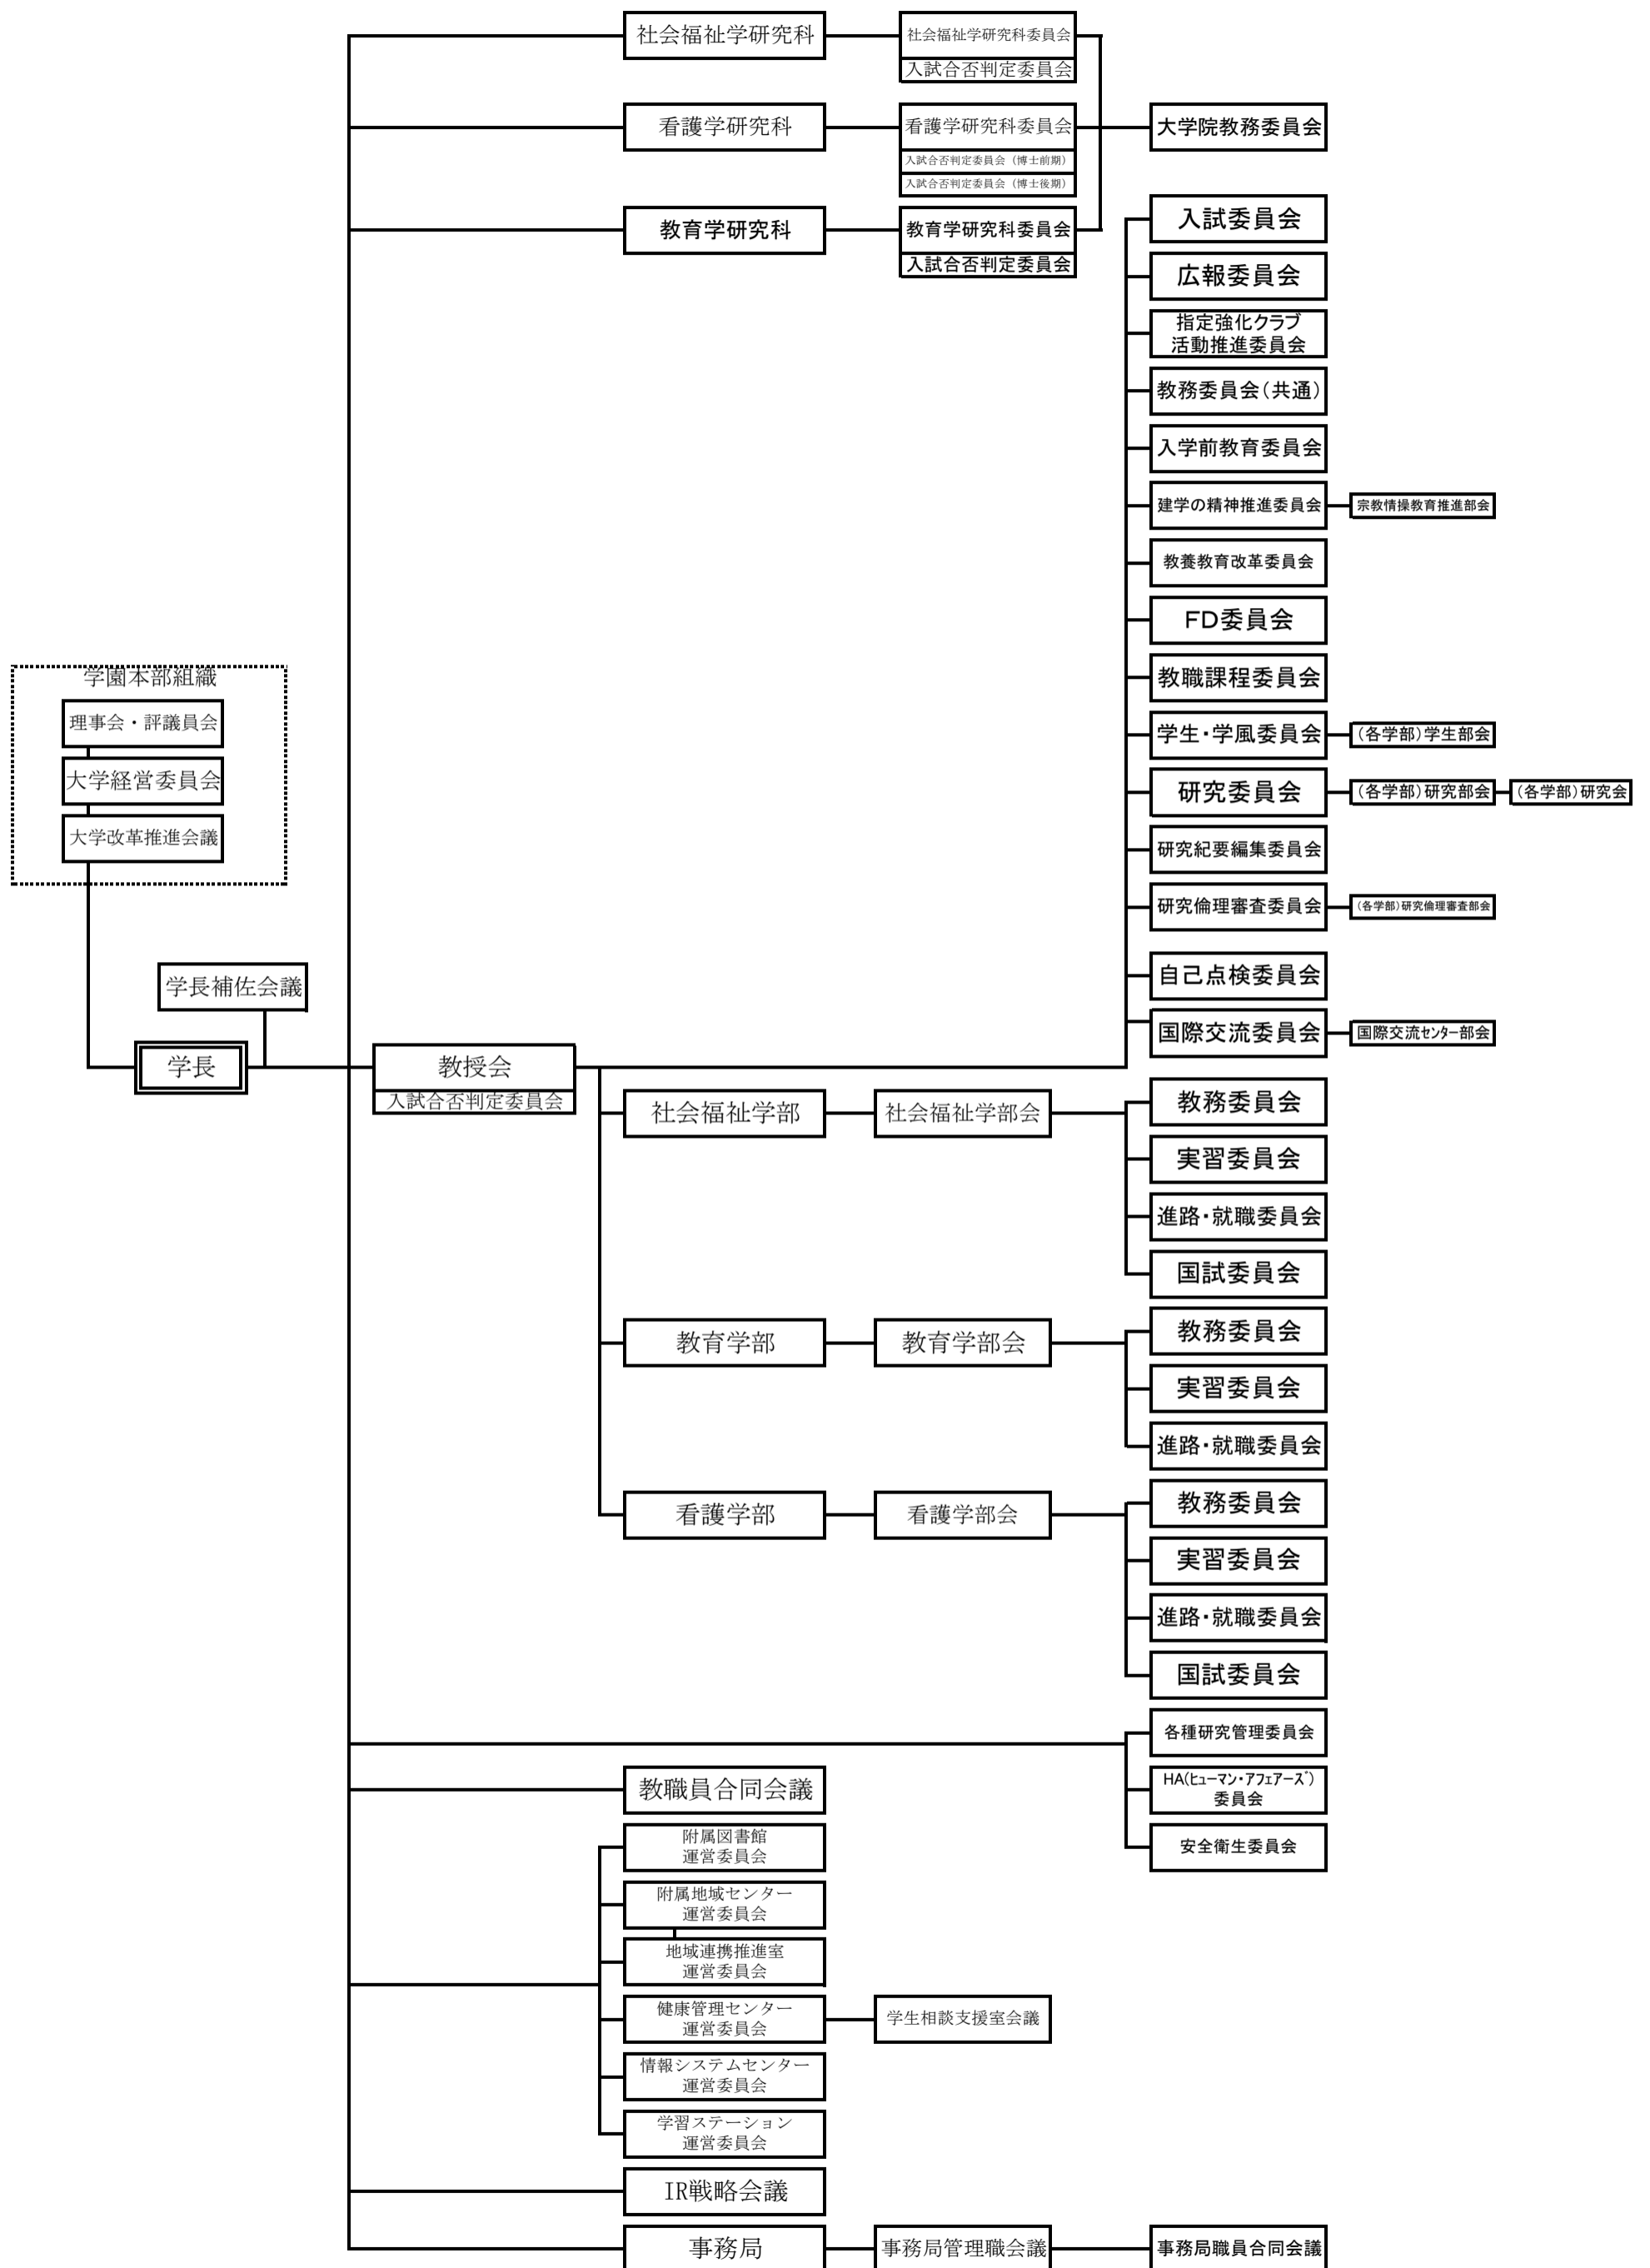 社会福祉学研究科
社会福祉学研究科委員会
入試合否判定委員会
看護学研究科
看護学研究科委員会
入試合否判定委員会（博士前期）
入試合否判定委員会（博士後期）
大学院教務委員会
教育学研究科
教育学研究科委員会
入試合否判定委員会
入試委員会
広報委員会
指定強化クラブ
活動推進委員会
教務委員会（共通）
入学前教育委員会
建学の精神推進委員会
宗教情操教育推進部会
教養教育改革委員会
FD委員会
教職課程委員会
学生・学風委員会
（各学部）学生部会
研究委員会
（各学部）研究部会
（各学部）研究会
研究紀要編集委員会
研究倫理審査委員会
（各学部）研究倫理審査部会
自己点検委員会
国際交流委員会
国際交流ｾﾝﾀｰ部会
学園本部組織
理事会・評議員会
大学経営委員会
大学改革推進会議
学長補佐会議
学長
教授会
入試合否判定委員会
社会福祉学部
社会福祉学部会
教務委員会
実習委員会
進路・就職委員会
国試委員会
教育学部
教育学部会
教務委員会
実習委員会
進路・就職委員会
看護学部
看護学部会
教務委員会
実習委員会
進路・就職委員会
国試委員会
各種研究管理委員会
HA(ﾋｭｰﾏﾝ・ｱﾌｪｱｰｽﾞ)
委員会
安全衛生委員会
教職員合同会議
附属図書館
運営委員会
附属地域センター
運営委員会
地域連携推進室
運営委員会
健康管理センター
運営委員会
学生相談支援室会議
情報システムセンター
運営委員会
学習ステーション
運営委員会
IR戦略会議
事務局
事務局管理職会議
事務局職員合同会議